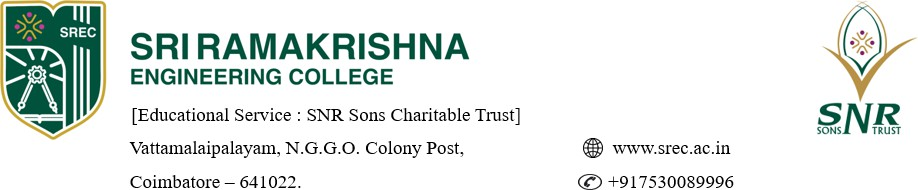 SREC
SRI RAMAKRISHNA
ENGINEERING COLLEGE
[Educational Service : SNR Sons Charitable Trust]
Vattamalaipalayam, N.G.G.O. Colony Post,
www.srec.ac.in
Coimbatore – 641022.
+917530089996
SNR
SONS TRUST